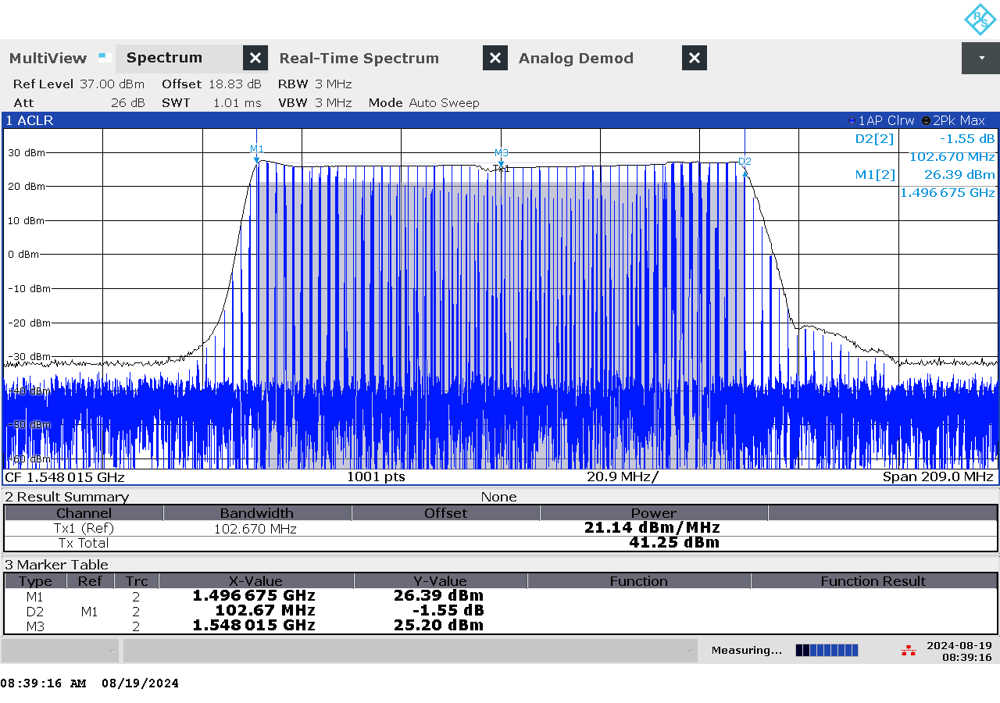 R/S
MultiView Spectrum Real-Time Spectrum Analog Demod
Ref Level 37.00 dBm Offset 18.83 dB RBW 3 MHz
Att 26 dB SWT 1.01 ms VBW 3 MHz Mode Auto Sweep
1 ACLR 1AP Clrw 2Pk Max
D2[2] -1.55 dB
102.670 MHz
M1[2] 26.39 dBm
1.496 675 GHz
M1 M3 D2
30 dBm
20 dBm
10 dBm
0 dBm
-10 dBm
-20 dBm
-30 dBm
-40 dBm
-50 dBm
-60 dBm
CF 1.548 015 GHz 1001 pts 20.9 MHz/ Span 209.0 MHz
2 Result Summary None
Channel Bandwidth Offset Power
Tx1 (Ref) 102.670 MHz 21.14 dBm/MHz
Tx Total 41.25 dBm
3 Marker Table
Type Ref Trc X-Value Y-Value Function Function Result
M1 2 1.496 675 GHz 26.39 dBm
D2 M1 2 102.67 MHz -1.55 dB
M3 2 1.548 015 GHz 25.20 dBm
Measuring... 2024-08-19
08:39:16
08:39:16 AM 08/19/2024